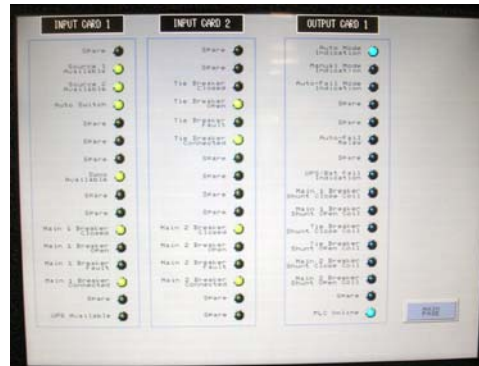 INPUT CARD 1
Spare
Source 1
Available
Source 2
Available
Auto Switch
Spare
Spare
Spare
Sync
Available
Spare
Spare
Main 1 Breaker
Closed
Main 1 Breaker
Open
Main 1 Breaker
Fault
Main 1 Breaker
Connected
Spare
UPS Available
INPUT CARD 2
Spare
Spare
Tie Breaker
Closed
Tie Breaker
Open
Tie Breaker
Fault
Tie Breaker
Connected
Spare
Spare
Spare
Spare
Main 2 Breaker
Closed
Main 2 Breaker
Open
Main 2 Breaker
Fault
Main 2 Breaker
Connected
Spare
Spare
OUTPUT CARD 1
Auto Mode
Indication
Manual Mode
Indication
Auto-Fail Mode
Indication
Spare
Spare
Auto-Fail
Relay
Spare
UPS/Bat Fail
Indication
Main 1 Breaker
Shunt Close Coil
Main 1 Breaker
Shunt Open Coil
Tie Breaker
Shunt Close Coil
Tie Breaker
Shunt Open Coil
Main 2 Breaker
Shunt Close Coil
Main 2 Breaker
Shunt Open Coil
Spare
PLC Online
MAIN
PAGE